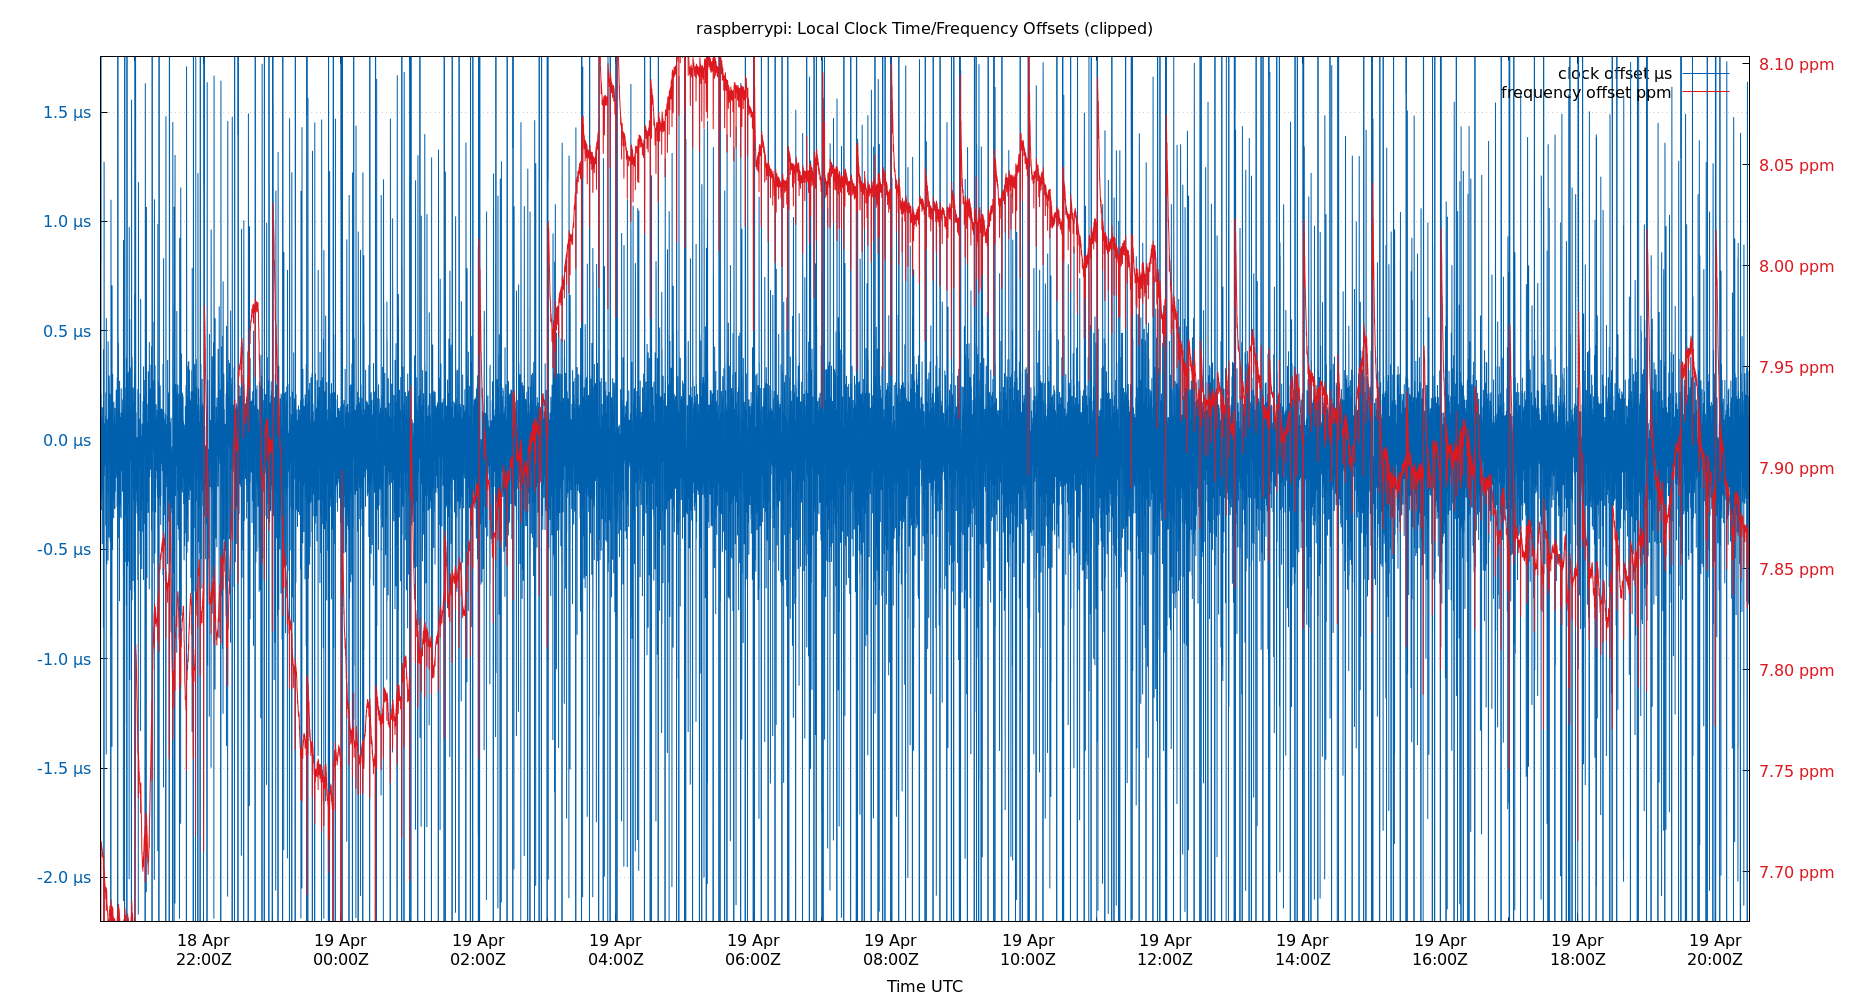 raspberrypi: Local Clock Time/Frequency Offsets (clipped)
clock offset µs
frequency offset ppm
1.5 µs
1.0 µs
0.5 µs
0.0 µs
-0.5 µs
-1.0 µs
-1.5 µs
-2.0 µs
8.10 ppm
8.05 ppm
8.00 ppm
7.95 ppm
7.90 ppm
7.85 ppm
7.80 ppm
7.75 ppm
7.70 ppm
18 Apr 19 Apr 19 Apr 19 Apr 19 Apr 19 Apr 19 Apr 19 Apr 19 Apr 19 Apr 19 Apr 19 Apr
22:00Z 00:00Z 02:00Z 04:00Z 06:00Z 08:00Z 10:00Z 12:00Z 14:00Z 16:00Z 18:00Z 20:00Z
Time UTC